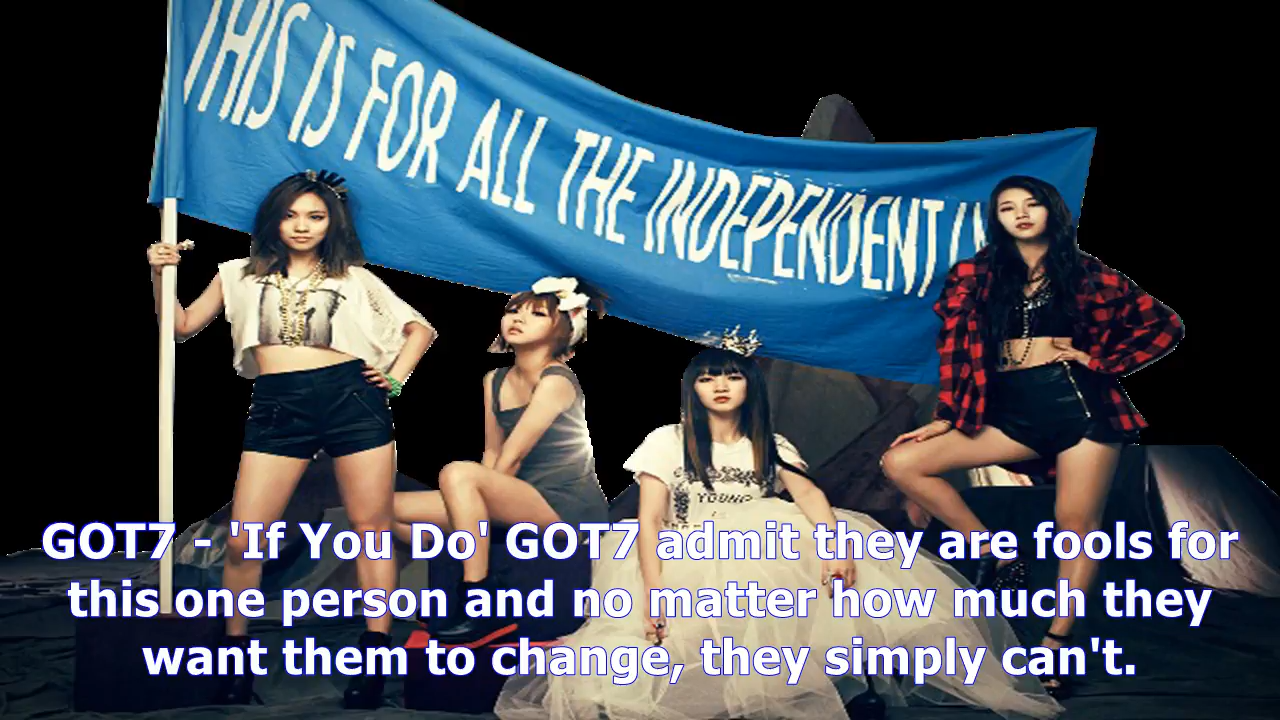 THIS IS FOR ALL THE INDEPENDENT
YOUNG
GOT7 - 'If You Do' GOT7 admit they are fools for
this one person and no matter how much they
want them to change, they simply can't.